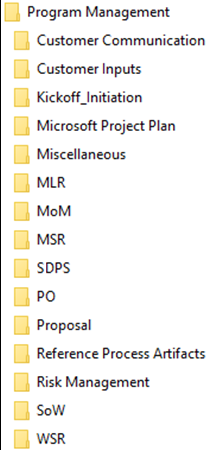 Program Management
Customer Communication
Customer Inputs
Kickoff_Initiation
Microsoft Project Plan
Miscellaneous
MLR
MoM
MSR
SDPS
PO
Proposal
Reference Process Artifacts
Risk Management
SoW
WSR